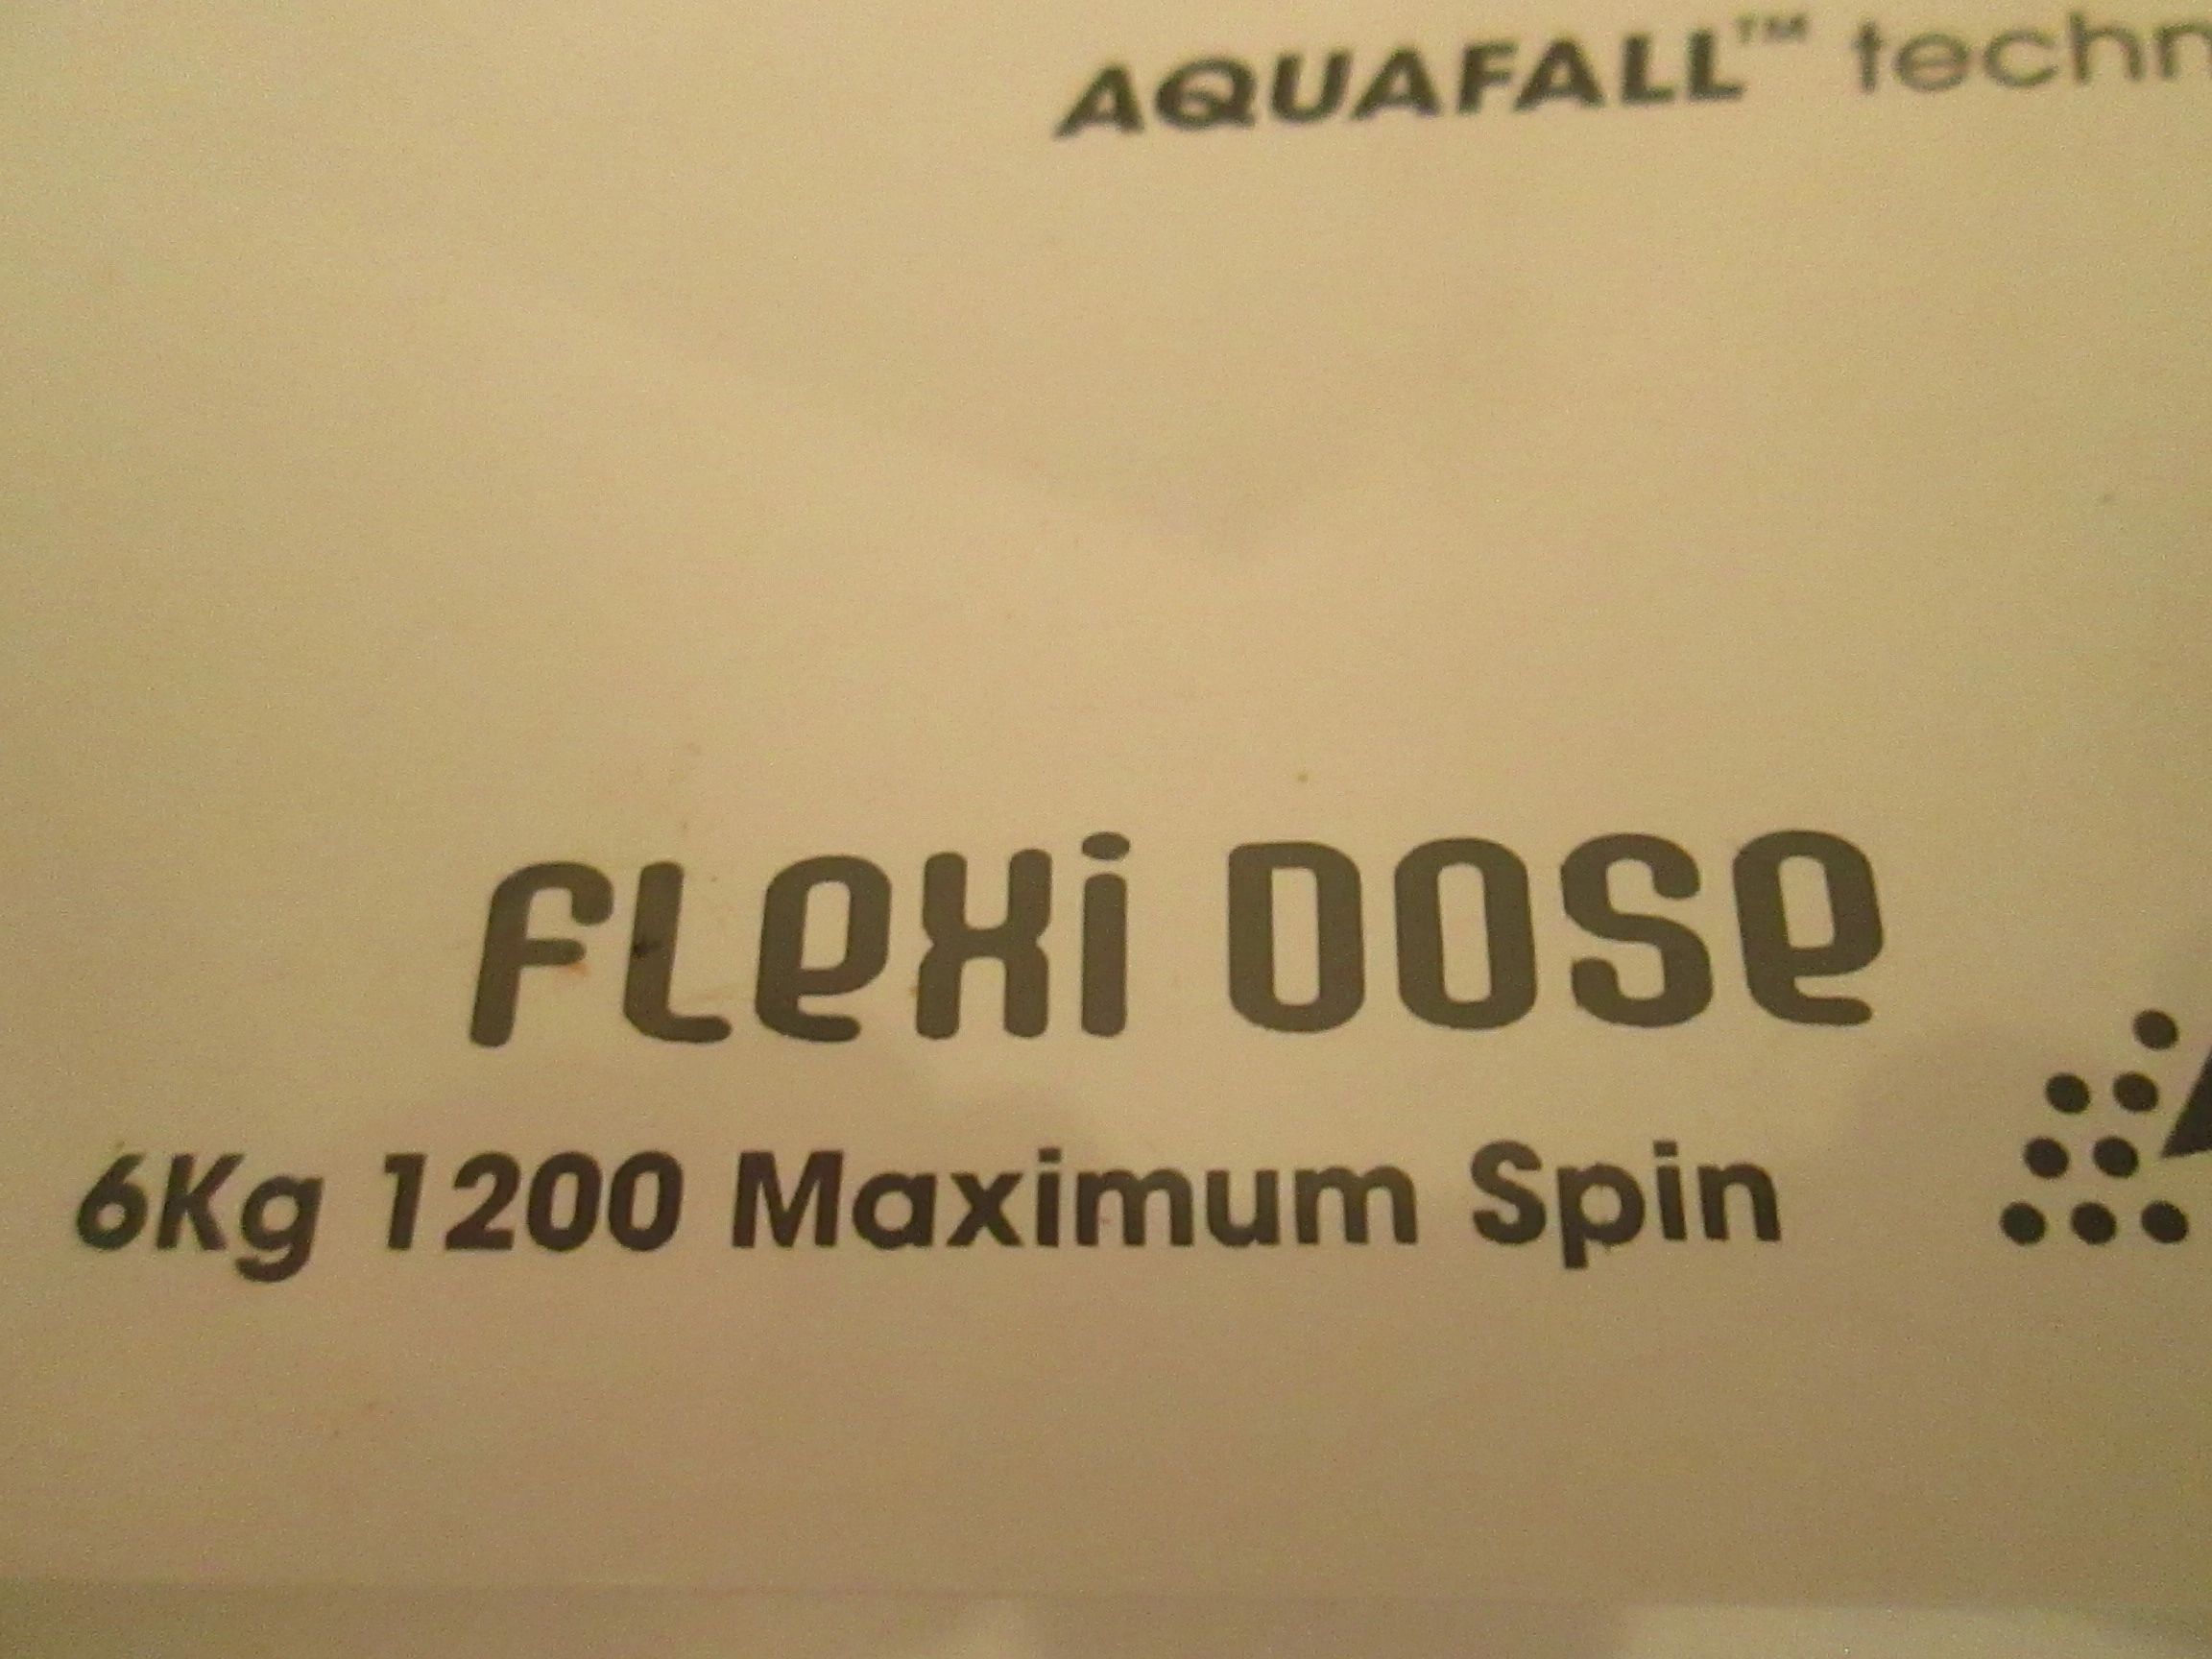 AQUAFALL™ techn
FLEXi DOSE
6Kg 1200 Maximum Spin